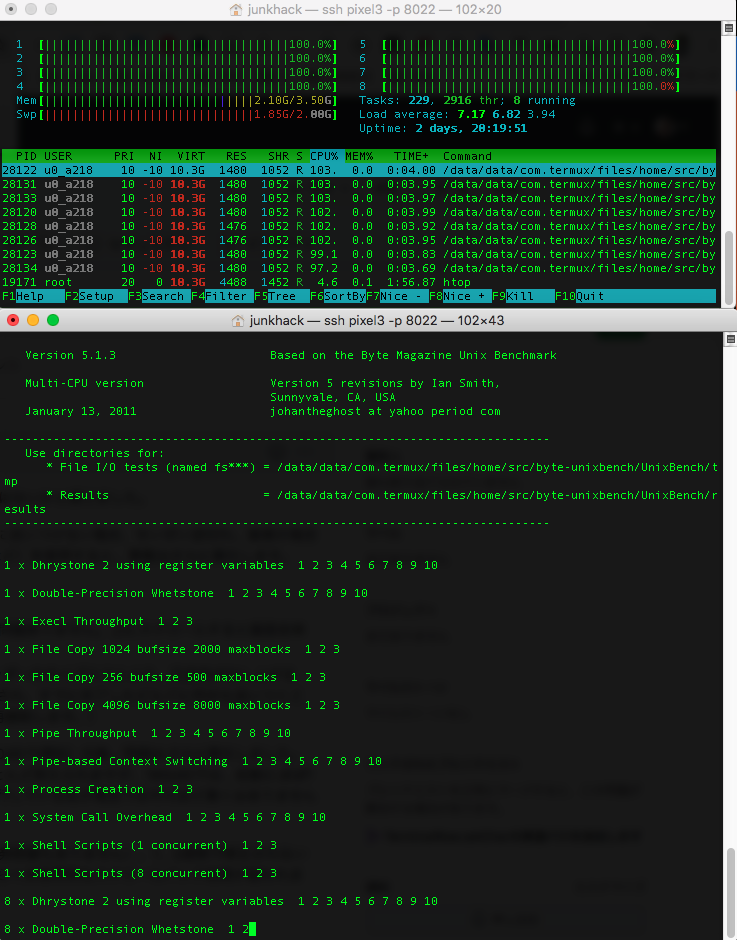 junkhack — ssh pixel3 -p 8022 — 102×20
1 [||||||||||||||||||||||||||||||||||100.0%] 5 [||||||||||||||||||||||||||||||||||100.0%]
2 [||||||||||||||||||||||||||||||||||100.0%] 6 [||||||||||||||||||||||||||||||||||100.0%]
3 [||||||||||||||||||||||||||||||||||100.0%] 7 [||||||||||||||||||||||||||||||||||100.0%]
4 [||||||||||||||||||||||||||||||||||100.0%] 8 [||||||||||||||||||||||||||||||||||100.0%]
Mem[|||||||||||||||||||||||||||||2.10G/3.50G] Tasks: 229, 2916 thr; 8 running
Swp[|||||||||||||||||||||||||||||1.85G/2.00G] Load average: 7.17 6.82 3.94
Uptime: 2 days, 20:19:51
PID USER PRI NI VIRT RES SHR S CPU% MEM% TIME+ Command
28122 u0_a218 10 -10 10.3G 1480 1052 R 103. 0.0 0:04.00 /data/data/com.termux/files/home/src/by
28131 u0_a218 10 -10 10.3G 1480 1052 R 103. 0.0 0:03.95 /data/data/com.termux/files/home/src/by
28133 u0_a218 10 -10 10.3G 1480 1052 R 103. 0.0 0:03.97 /data/data/com.termux/files/home/src/by
28120 u0_a218 10 -10 10.3G 1480 1052 R 102. 0.0 0:03.99 /data/data/com.termux/files/home/src/by
28128 u0_a218 10 -10 10.3G 1476 1052 R 102. 0.0 0:03.92 /data/data/com.termux/files/home/src/by
28126 u0_a218 10 -10 10.3G 1476 1052 R 102. 0.0 0:03.95 /data/data/com.termux/files/home/src/by
28123 u0_a218 10 -10 10.3G 1480 1052 R 99.1 0.0 0:03.83 /data/data/com.termux/files/home/src/by
28134 u0_a218 10 -10 10.3G 1480 1052 R 97.2 0.0 0:03.69 /data/data/com.termux/files/home/src/by
19171 root 20 0 10.3G 4488 1452 R 4.6 0.1 1:56.87 htop
F1Help F2Setup F3Search F4Filter F5Tree F6SortBy F7Nice - F8Nice + F9Kill F10Quit
junkhack — ssh pixel3 -p 8022 — 102×43
Version 5.1.3 Based on the Byte Magazine Unix Benchmark
Multi-CPU version Version 5 revisions by Ian Smith,
Sunnyvale, CA, USA
January 13, 2011 johantheghost at yahoo period com
------------------------------------------------------------------------------
Use directories for:
* File I/O tests (named fs***) = /data/data/com.termux/files/home/src/byte-unixbench/UnixBench/t
mp
* Results = /data/data/com.termux/files/home/src/byte-unixbench/UnixBench/r
esults
------------------------------------------------------------------------------
1 x Dhrystone 2 using register variables 1 2 3 4 5 6 7 8 9 10
1 x Double-Precision Whetstone 1 2 3 4 5 6 7 8 9 10
1 x Execl Throughput 1 2 3
1 x File Copy 1024 bufsize 2000 maxblocks 1 2 3
1 x File Copy 256 bufsize 500 maxblocks 1 2 3
1 x File Copy 4096 bufsize 8000 maxblocks 1 2 3
1 x Pipe Throughput 1 2 3 4 5 6 7 8 9 10
1 x Pipe-based Context Switching 1 2 3 4 5 6 7 8 9 10
1 x Process Creation 1 2 3
1 x System Call Overhead 1 2 3 4 5 6 7 8 9 10
1 x Shell Scripts (1 concurrent) 1 2 3
1 x Shell Scripts (8 concurrent) 1 2 3
8 x Dhrystone 2 using register variables 1 2 3 4 5 6 7 8 9 10
8 x Double-Precision Whetstone 1 2